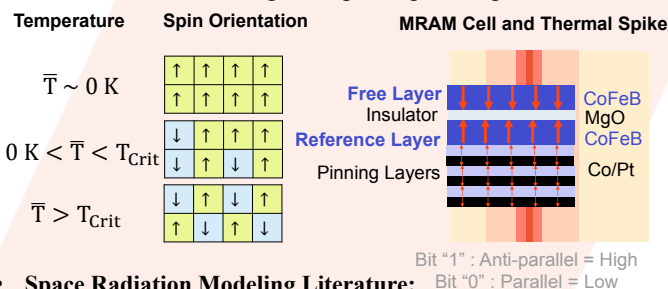 Temperature Spin Orientation MRAM Cell and Thermal Spike
T̅ ~ 0 K
↑ ↑ ↑ ↑
↑ ↑ ↑ ↑
0 K < T̅ < T_Crit
↓ ↑ ↑ ↑
↓ ↑ ↓ ↑
T̅ > T_Crit
↓ ↑ ↓ ↑
↑ ↓ ↑ ↓
Free Layer CoFeB
Insulator MgO
Reference Layer CoFeB
Pinning Layers Co/Pt
Bit “1” : Anti-parallel = High
Space Radiation Modeling Literature: Bit “0” : Parallel = Low